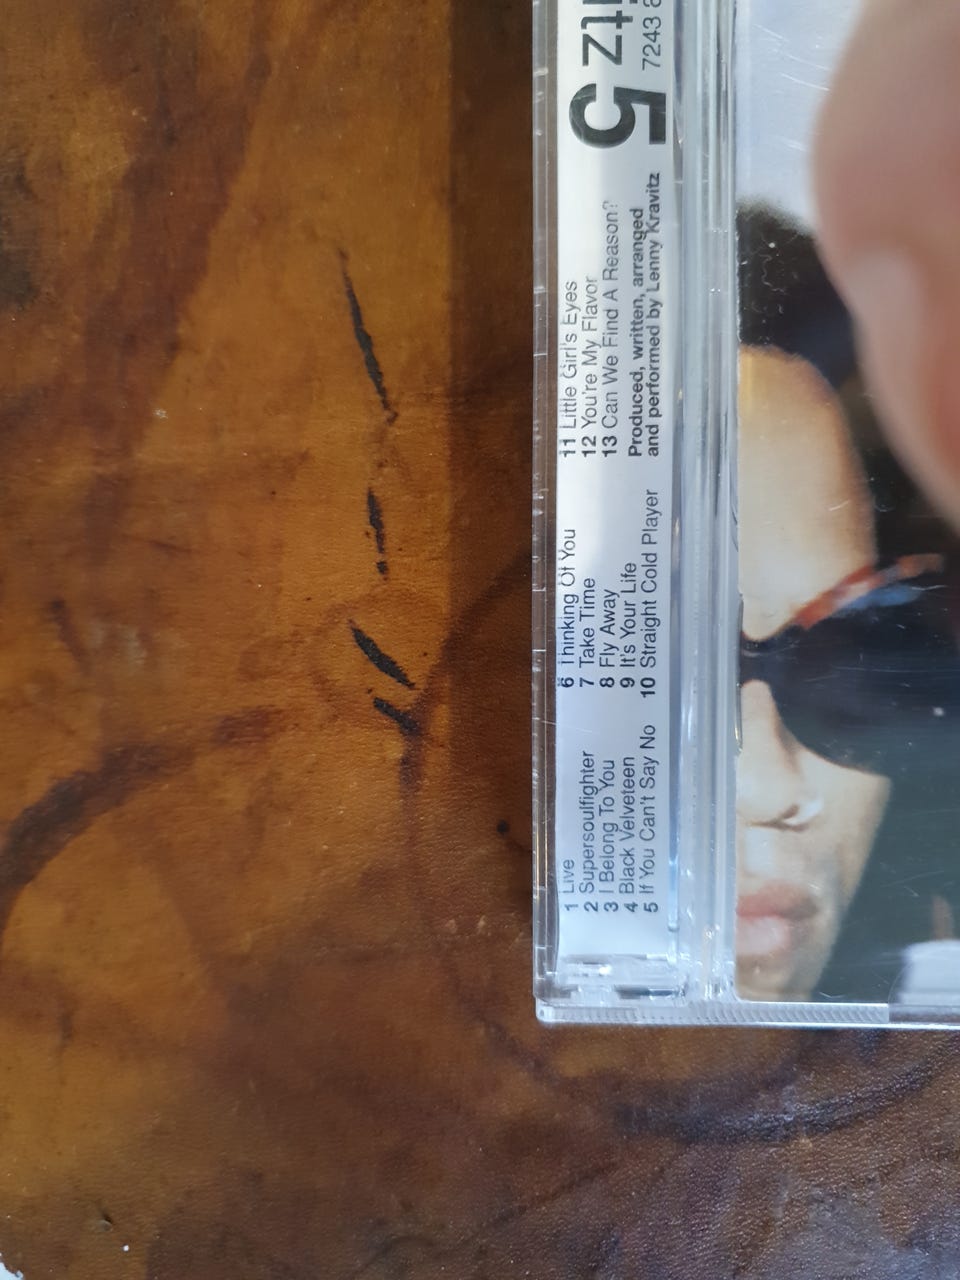 1 Live
2 Supersoulfighter
3 I Belong To You
4 Black Velveteen
5 If You Can't Say No
6 Thinking Of You
7 Take Time
8 Fly Away
9 It's Your Life
10 Straight Cold Player
11 Little Girl's Eyes
12 You're My Flavor
13 Can We Find A Reason?
Produced, written, arranged
and performed by Lenny Kravitz
5
7243 8